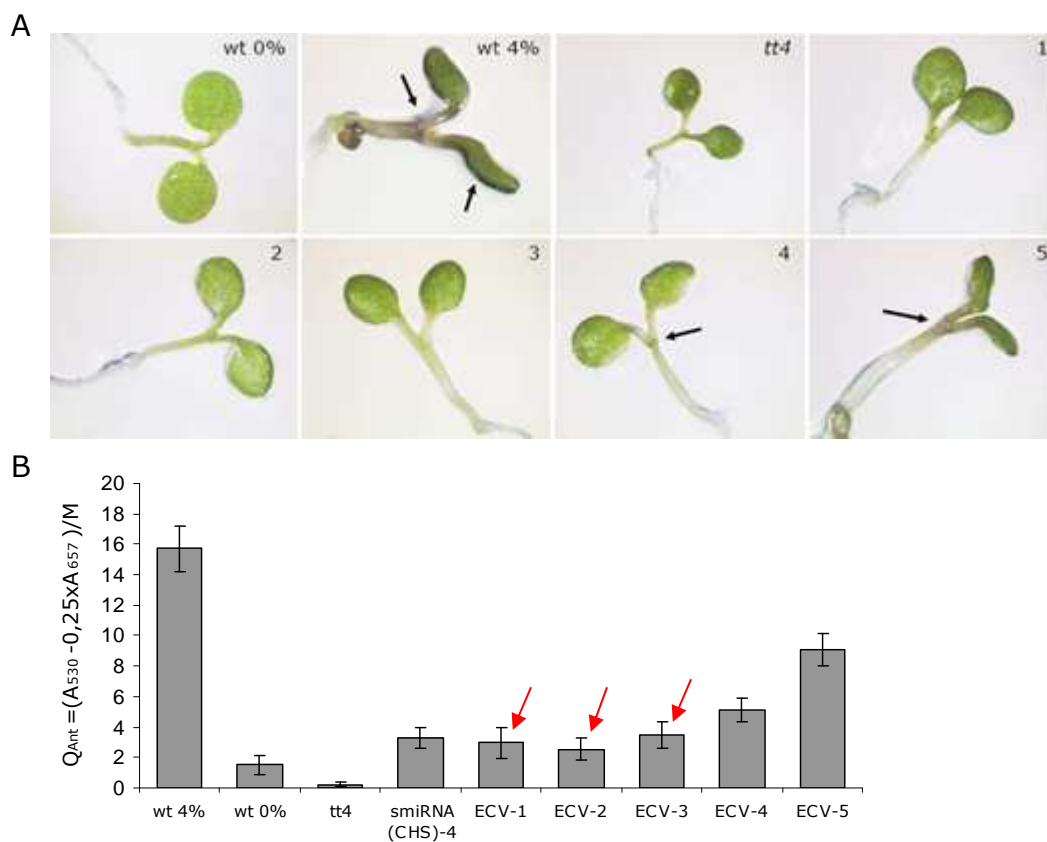 A
wt 0%
wt 4%
tt4
1
2
3
4
5
B
QAnt =(A530 -0,25xA657 )/M
20
18
16
14
12
10
8
6
4
2
0
wt 4%
wt 0%
tt4
smiRNA
(CHS)-4
ECV-1
ECV-2
ECV-3
ECV-4
ECV-5